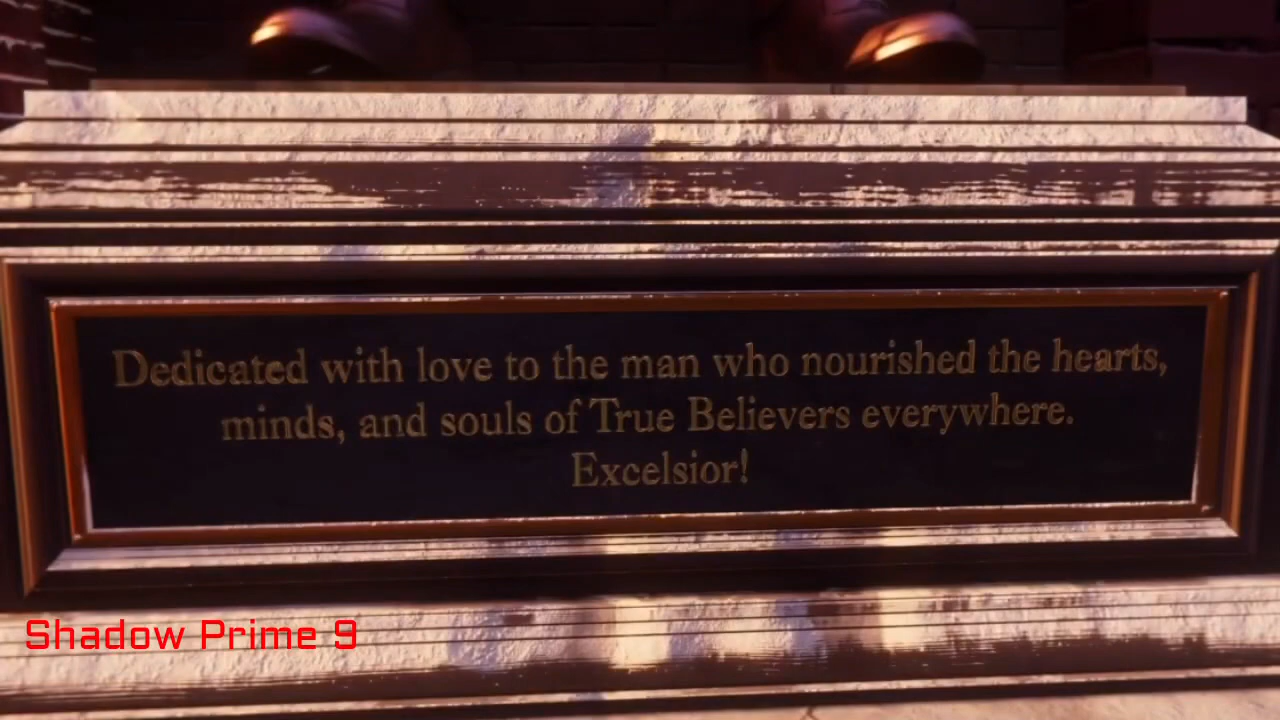 Dedicated with love to the man who nourished the hearts,
minds, and souls of True Believers everywhere.
Excelsior!
Shadow Prime 9